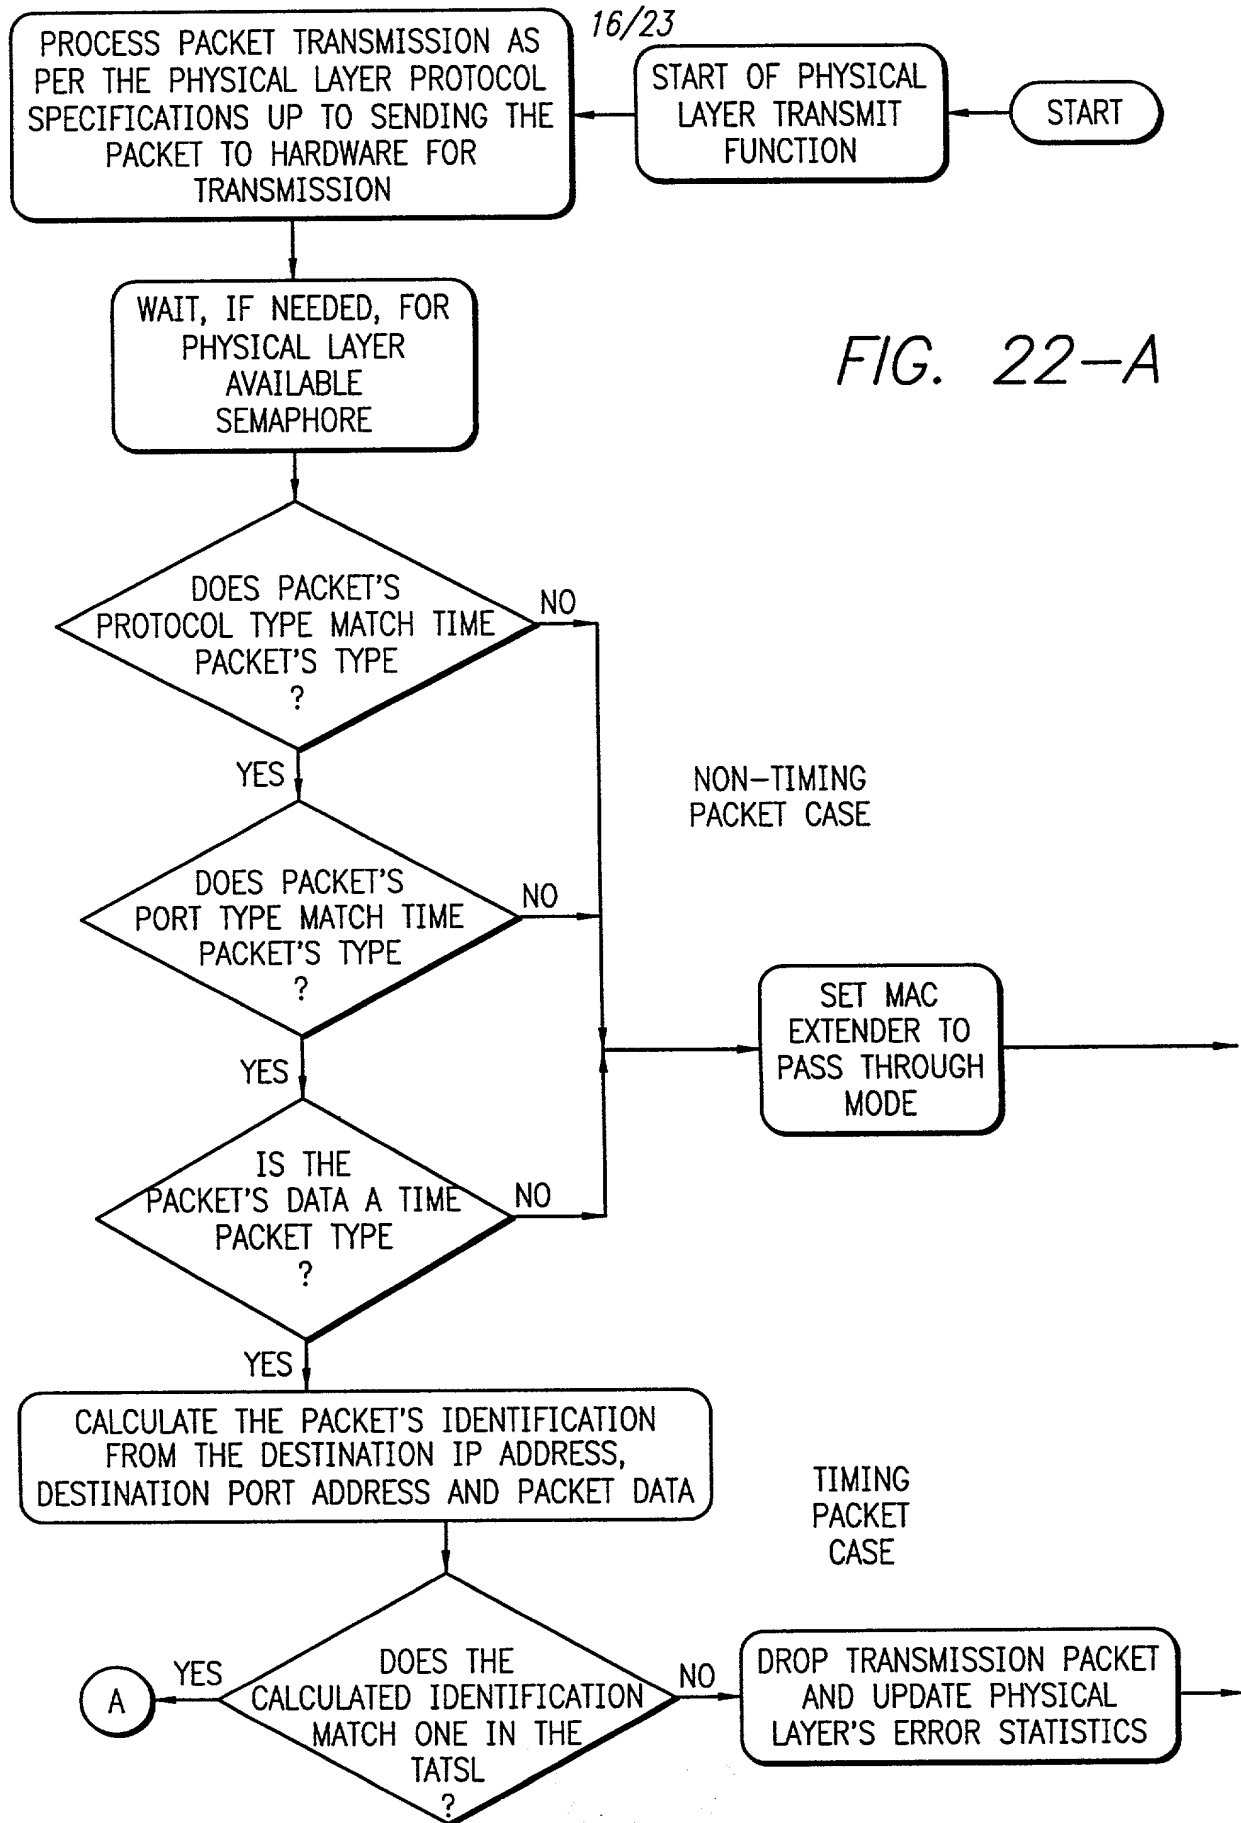 16/23
START
START OF PHYSICAL
LAYER TRANSMIT
FUNCTION
PROCESS PACKET TRANSMISSION AS
PER THE PHYSICAL LAYER PROTOCOL
SPECIFICATIONS UP TO SENDING THE
PACKET TO HARDWARE FOR
TRANSMISSION
WAIT, IF NEEDED, FOR
PHYSICAL LAYER
AVAILABLE
SEMAPHORE
FIG. 22-A
DOES PACKET'S
PROTOCOL TYPE MATCH TIME
PACKET'S TYPE
?
NO
YES
NON-TIMING
PACKET CASE
DOES PACKET'S
PORT TYPE MATCH TIME
PACKET'S TYPE
?
NO
YES
SET MAC
EXTENDER TO
PASS THROUGH
MODE
IS THE
PACKET'S DATA A TIME
PACKET TYPE
?
NO
YES
CALCULATE THE PACKET'S IDENTIFICATION
FROM THE DESTINATION IP ADDRESS,
DESTINATION PORT ADDRESS AND PACKET DATA
TIMING
PACKET
CASE
DOES THE
CALCULATED IDENTIFICATION
MATCH ONE IN THE
TATSL
?
YES
A
NO
DROP TRANSMISSION PACKET
AND UPDATE PHYSICAL
LAYER'S ERROR STATISTICS